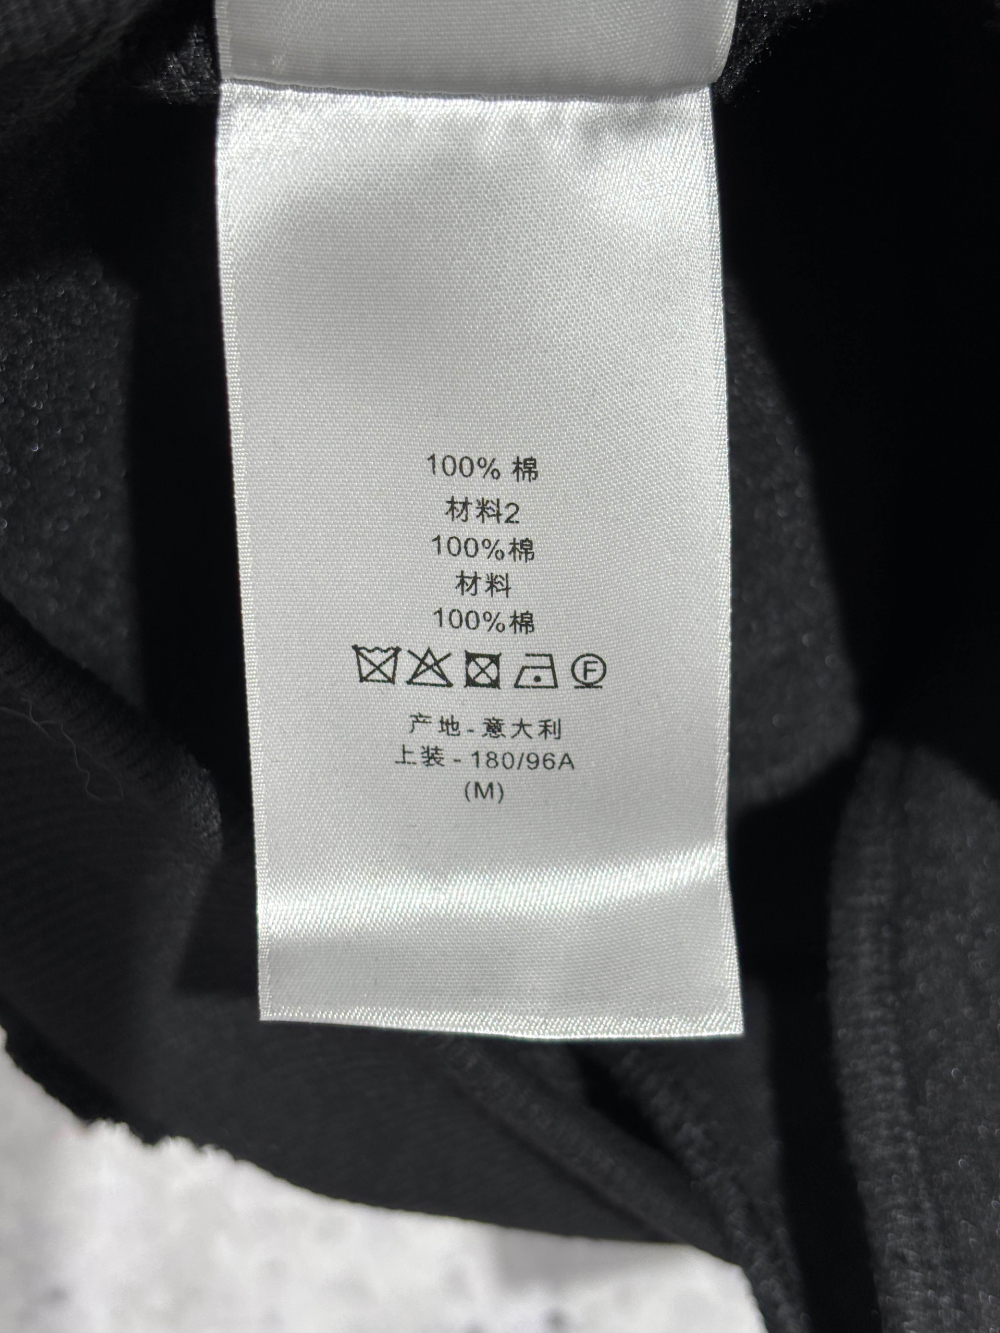 100% 棉
材料2
100%棉
材料
100%棉
F
产地-意大利
上装 - 180/96A
(M)